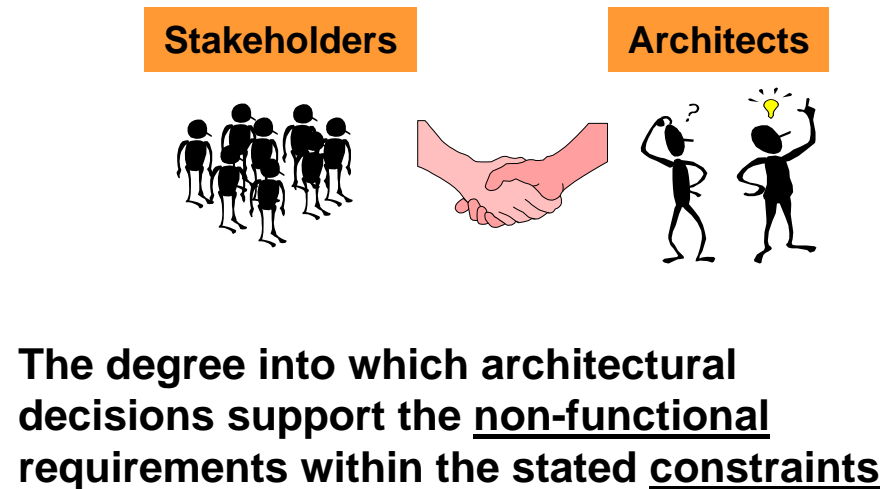 Stakeholders
Architects
?
The degree into which architectural
decisions support the non-functional
requirements within the stated constraints